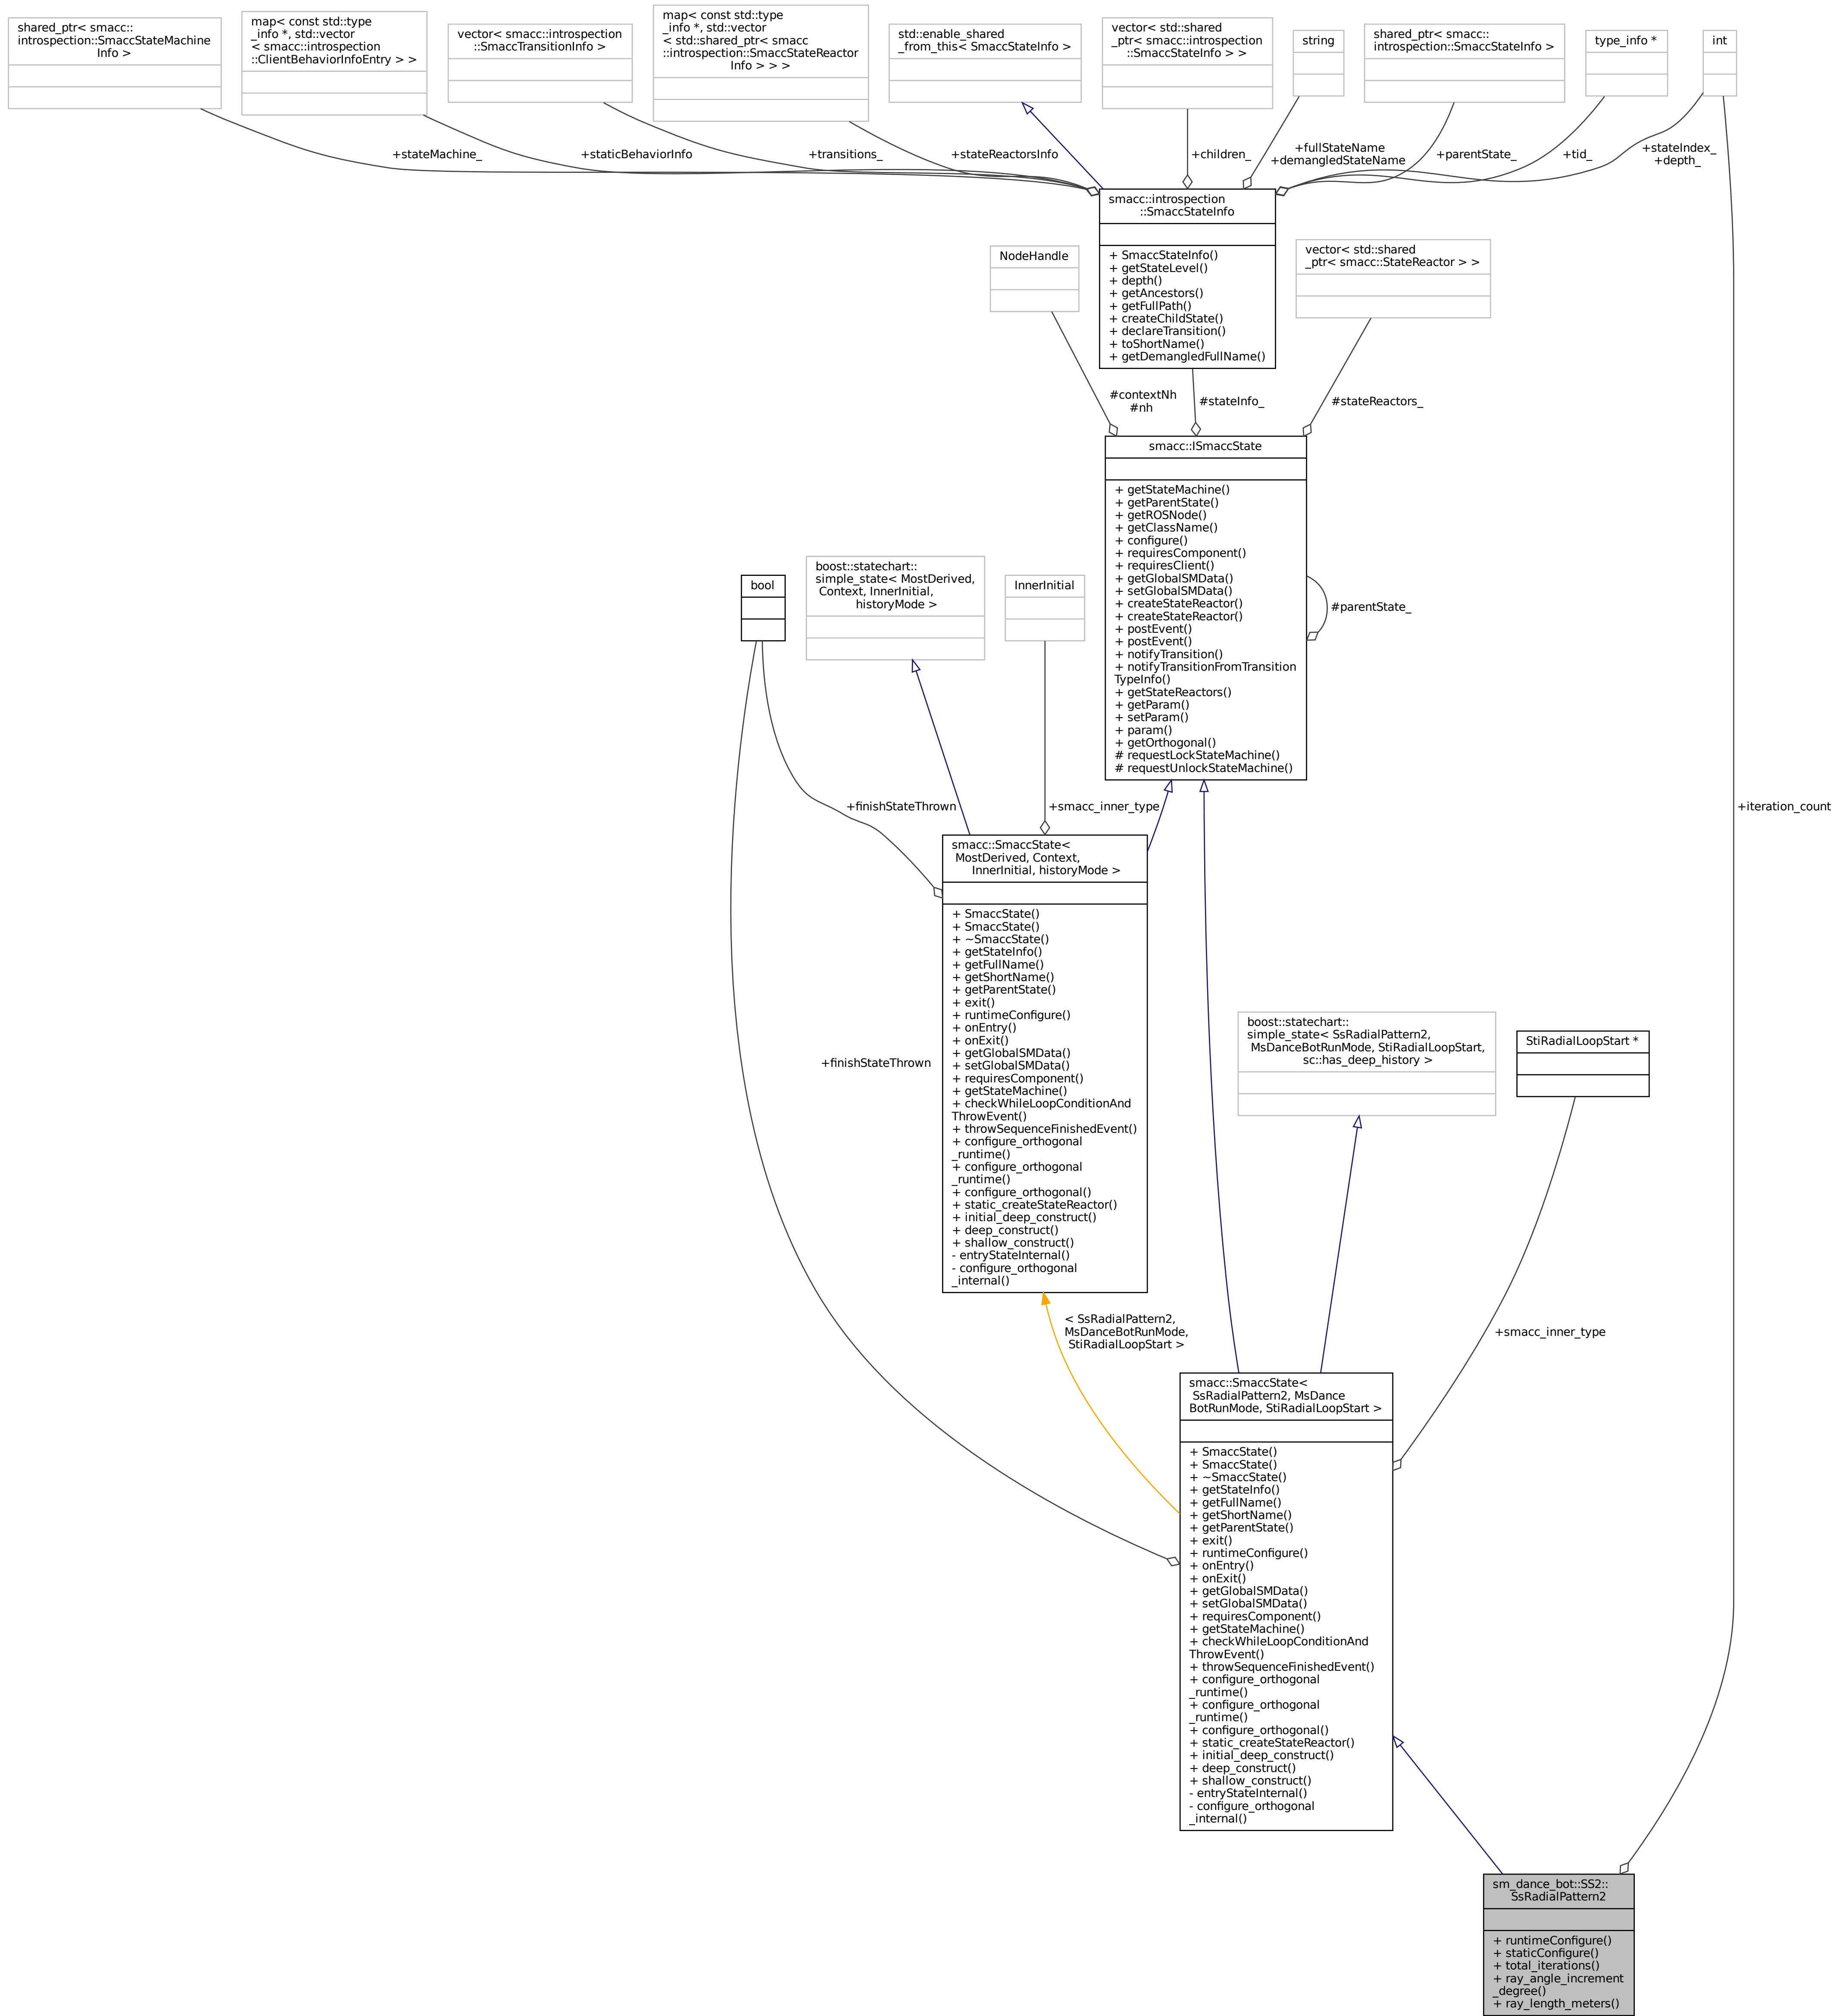 shared_ptr< smacc::
introspection::SmaccStateMachine
Info >
map< const std::type
_info *, std::vector
< smacc::introspection
::ClientBehaviorInfoEntry > >
vector< smacc::introspection
::SmaccTransitionInfo >
map< const std::type
_info *, std::vector
< std::shared_ptr< smacc
::introspection::SmaccStateReactor
Info > > >
std::enable_shared
_from_this< SmaccStateInfo >
vector< std::shared
_ptr< smacc::introspection
::SmaccStateInfo > >
string
shared_ptr< smacc::
introspection::SmaccStateInfo >
type_info *
int
+stateMachine_
+staticBehaviorInfo
+transitions_
+stateReactorsInfo
+children_
+fullStateName
+demangledStateName
+parentState_
+tid_
+stateIndex_
+depth_
smacc::introspection
::SmaccStateInfo
+ SmaccStateInfo()
+ getStateLevel()
+ depth()
+ getAncestors()
+ getFullPath()
+ createChildState()
+ declareTransition()
+ toShortName()
+ getDemangledFullName()
NodeHandle
vector< std::shared
_ptr< smacc::StateReactor > >
#contextNh
#nh
#stateInfo_
#stateReactors_
smacc::ISmaccState
+ getStateMachine()
+ getParentState()
+ getROSNode()
+ getClassName()
+ configure()
+ requiresComponent()
+ requiresClient()
+ getGlobalSMData()
+ setGlobalSMData()
+ createStateReactor()
+ createStateReactor()
+ postEvent()
+ postEvent()
+ notifyTransition()
+ notifyTransitionFromTransition
TypeInfo()
+ getStateReactors()
+ getParam()
+ setParam()
+ param()
+ getOrthogonal()
# requestLockStateMachine()
# requestUnlockStateMachine()
#parentState_
bool
boost::statechart::
simple_state< MostDerived,
Context, InnerInitial,
historyMode >
InnerInitial
+finishStateThrown
+smacc_inner_type
+iteration_count
smacc::SmaccState<
MostDerived, Context,
InnerInitial, historyMode >
+ SmaccState()
+ SmaccState()
+ ~SmaccState()
+ getStateInfo()
+ getFullName()
+ getShortName()
+ getParentState()
+ exit()
+ runtimeConfigure()
+ onEntry()
+ onExit()
+ getGlobalSMData()
+ setGlobalSMData()
+ requiresComponent()
+ getStateMachine()
+ checkWhileLoopConditionAnd
ThrowEvent()
+ throwSequenceFinishedEvent()
+ configure_orthogonal
_runtime()
+ configure_orthogonal
_runtime()
+ configure_orthogonal()
+ static_createStateReactor()
+ initial_deep_construct()
+ deep_construct()
+ shallow_construct()
- entryStateInternal()
- configure_orthogonal
_internal()
+finishStateThrown
boost::statechart::
simple_state< SsRadialPattern2,
MsDanceBotRunMode, StiRadialLoopStart,
sc::has_deep_history >
StiRadialLoopStart *
< SsRadialPattern2,
MsDanceBotRunMode,
StiRadialLoopStart >
+smacc_inner_type
smacc::SmaccState<
SsRadialPattern2, MsDance
BotRunMode, StiRadialLoopStart >
+ SmaccState()
+ SmaccState()
+ ~SmaccState()
+ getStateInfo()
+ getFullName()
+ getShortName()
+ getParentState()
+ exit()
+ runtimeConfigure()
+ onEntry()
+ onExit()
+ getGlobalSMData()
+ setGlobalSMData()
+ requiresComponent()
+ getStateMachine()
+ checkWhileLoopConditionAnd
ThrowEvent()
+ throwSequenceFinishedEvent()
+ configure_orthogonal
_runtime()
+ configure_orthogonal
_runtime()
+ configure_orthogonal()
+ static_createStateReactor()
+ initial_deep_construct()
+ deep_construct()
+ shallow_construct()
- entryStateInternal()
- configure_orthogonal
_internal()
sm_dance_bot::SS2::
SsRadialPattern2
+ runtimeConfigure()
+ staticConfigure()
+ total_iterations()
+ ray_angle_increment
_degree()
+ ray_length_meters()